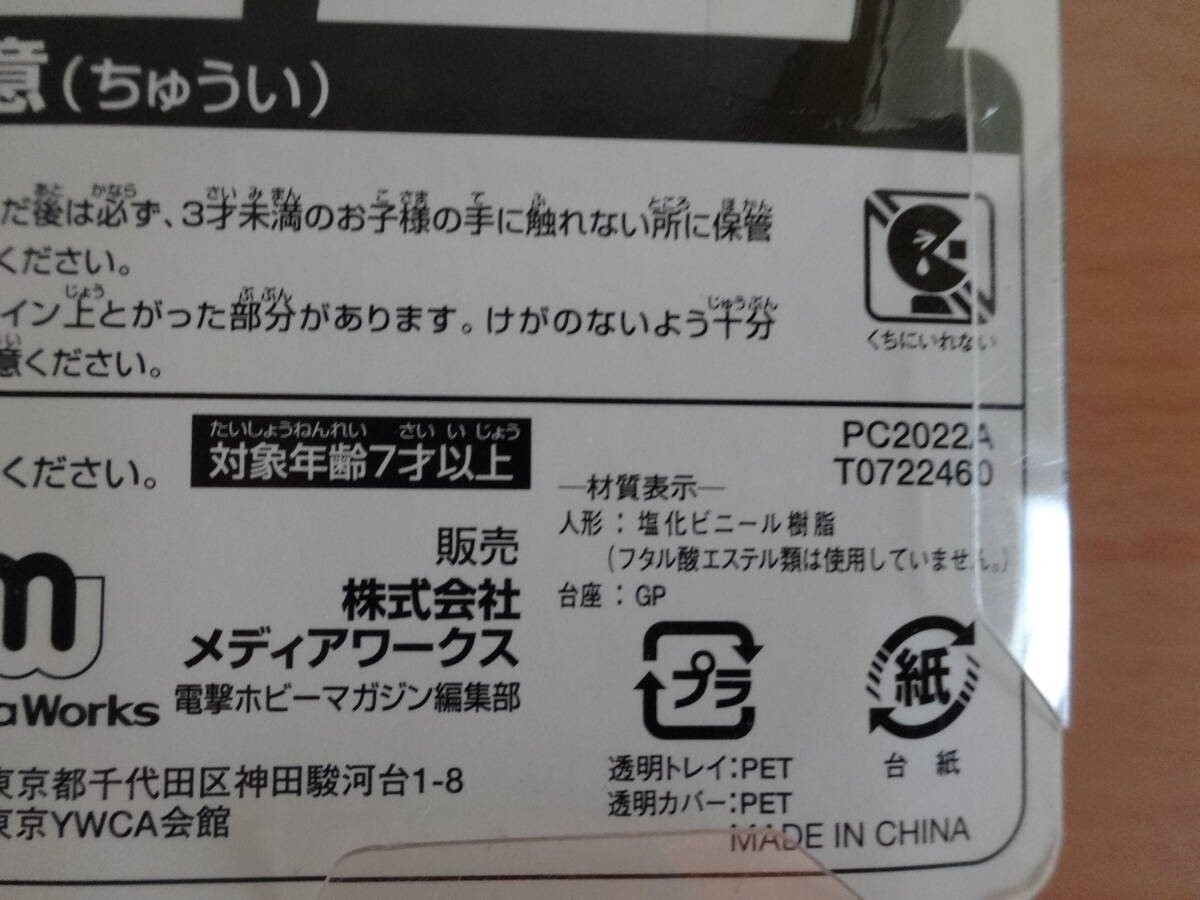 意(ちゅうい)
だ後は必ず、3才未満のお子様の手に触れない所に保管
ください。
イン上とがった部分があります。けがのないよう十分
意ください。
くちにいれない
ください。
たいしょうねんれい さい い じょう
対象年齢7才以上
PC2022A
T0722460
―材質表示―
人形:塩化ビニール樹脂
(フタル酸エステル類は使用していません。)
台座:GP
販売
株式会社
メディアワークス
電撃ホビーマガジン編集部
m
aWorks
東京都千代田区神田駿河台1-8
東京YWCA会館
プラ
紙
透明トレイ:PET
透明カバー:PET
台紙
MADE IN CHINA